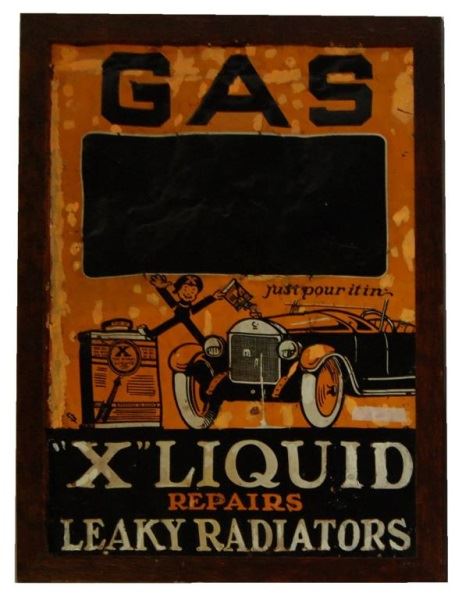 GAS
just pour it in
X
"X" LIQUID
REPAIRS
LEAKY RADIATORS